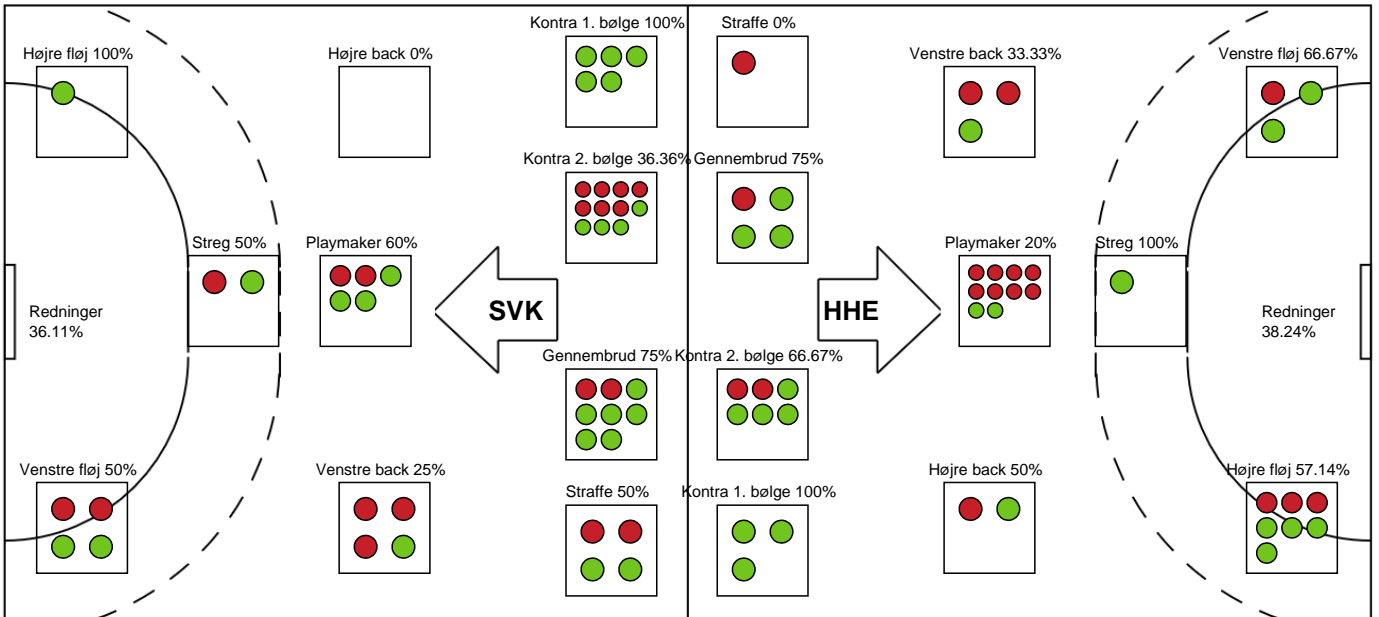 Kontra 1. bølge 100%
Straffe 0%
Højre fløj 100%
Højre back 0%
Venstre back 33.33%
Venstre fløj 66.67%
Kontra 2. bølge 36.36%
Gennembrud 75%
Streg 50%
Playmaker 60%
Playmaker 20%
Streg 100%
Redninger
36.11%
SVK
HHE
Redninger
38.24%
Gennembrud 75%
Kontra 2. bølge 66.67%
Venstre fløj 50%
Venstre back 25%
Højre back 50%
Højre fløj 57.14%
Straffe 50%
Kontra 1. bølge 100%